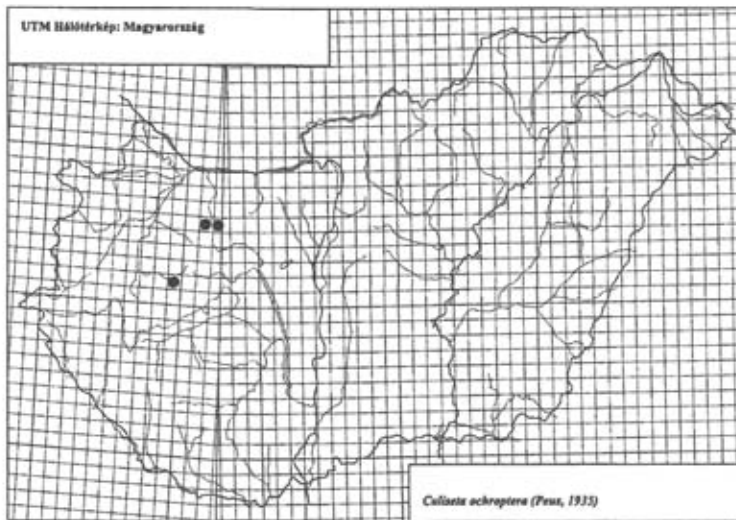 UTM Hálótérkép: Magyarország
Culiseta ochroptera (Peus, 1935)